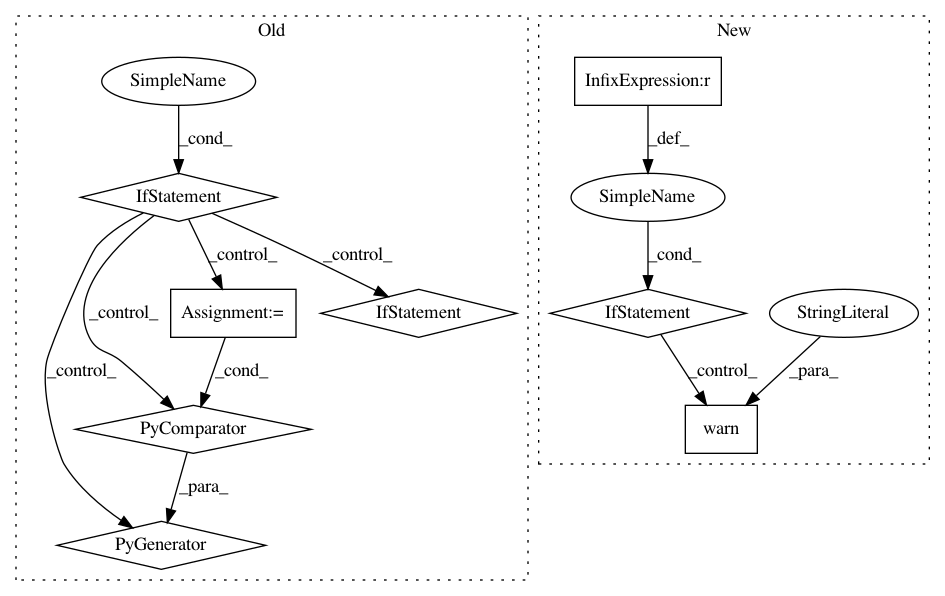 Old
New
SimpleName
InfixExpression:r
_cond_
_def_
IfStatement
SimpleName
_control_
_control_
_cond_
_control_
Assignment:=
IfStatement
IfStatement
StringLiteral
_control_
_cond_
_control_
_para_
PyComparator
warn
_para_
PyGenerator